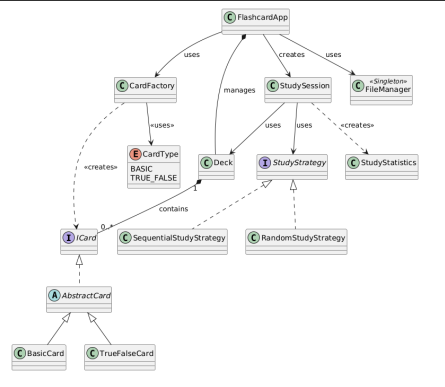 C FlashcardApp
uses
creates
uses
C CardFactory
manages
C StudySession
«Singleton»
C FileManager
«uses»
uses
uses
«creates»
«creates»
E CardType
BASIC
TRUE_FALSE
C Deck
I StudyStrategy
C StudyStatistics
1
contains
0..*
I ICard
C SequentialStudyStrategy
C RandomStudyStrategy
A AbstractCard
C BasicCard
C TrueFalseCard